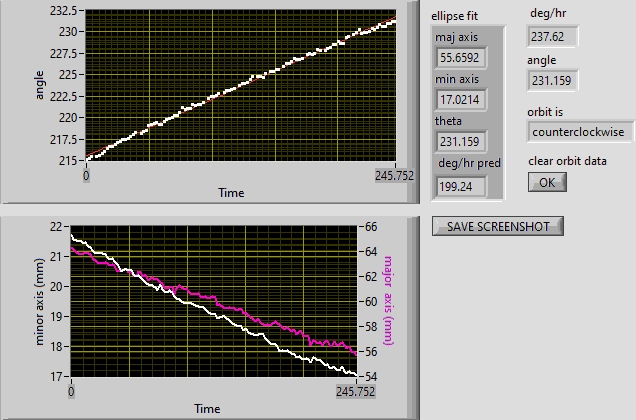 232.5
230
227.5
225
222.5
220
217.5
215
angle
0
245.752
Time
ellipse fit
maj axis
55.6592
min axis
17.0214
theta
231.159
deg/hr pred
199.24
deg/hr
237.62
angle
231.159
orbit is
counterclockwise
clear orbit data
OK
SAVE SCREENSHOT
22
21
20
19
18
17
minor axis (mm)
66
64
62
60
58
56
54
major axis (mm)
0
245.752
Time